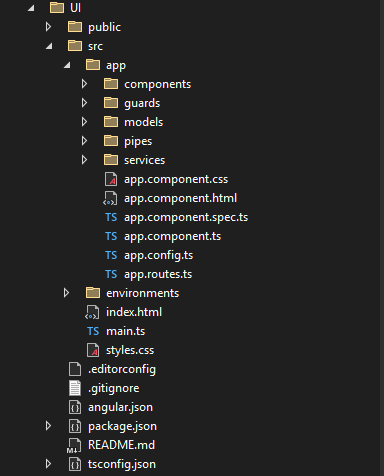 UI
public
src
app
components
guards
models
pipes
services
app.component.css
app.component.html
TS app.component.spec.ts
TS app.component.ts
TS app.config.ts
TS app.routes.ts
environments
index.html
TS main.ts
styles.css
.editorconfig
.gitignore
angular.json
package.json
M↓ README.md
tsconfig.json